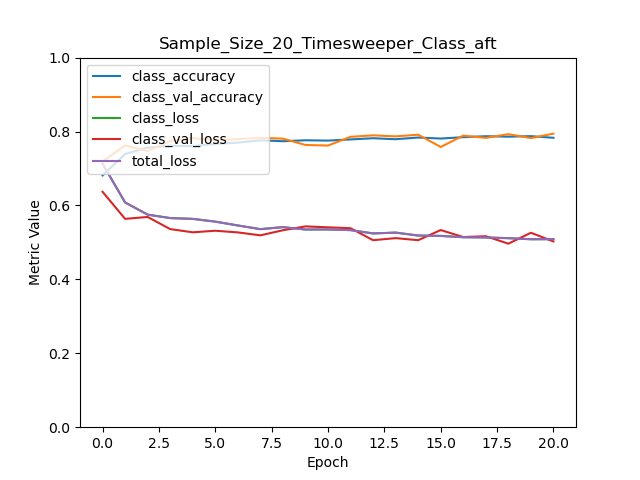 Sample_Size_20_Timesweeper_Class_aft
1.0
0.8
0.6
0.4
0.2
0.0
Metric Value
class_accuracy
class_val_accuracy
class_loss
class_val_loss
total_loss
0.0 2.5 5.0 7.5 10.0 12.5 15.0 17.5 20.0
Epoch